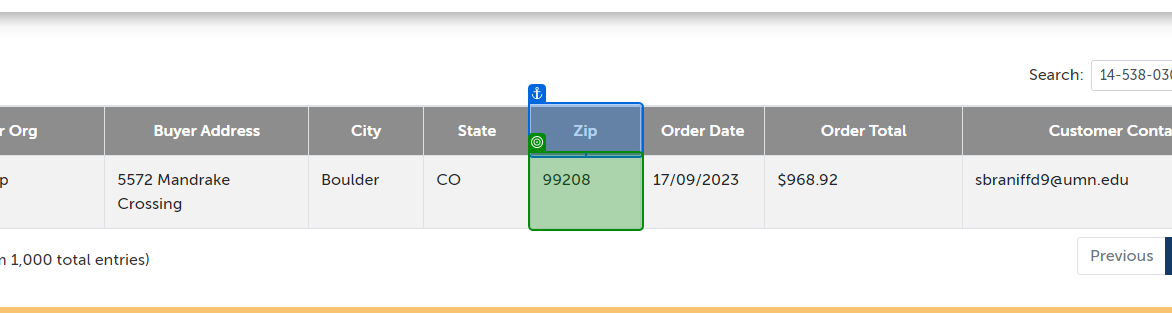 Search: 14-538-030
r Org Buyer Address City State Zip Order Date Order Total Customer Conta
p 5572 Mandrake Boulder CO 99208 17/09/2023 $968.92 sbraniffd9@umn.edu
Crossing
m 1,000 total entries)
Previous